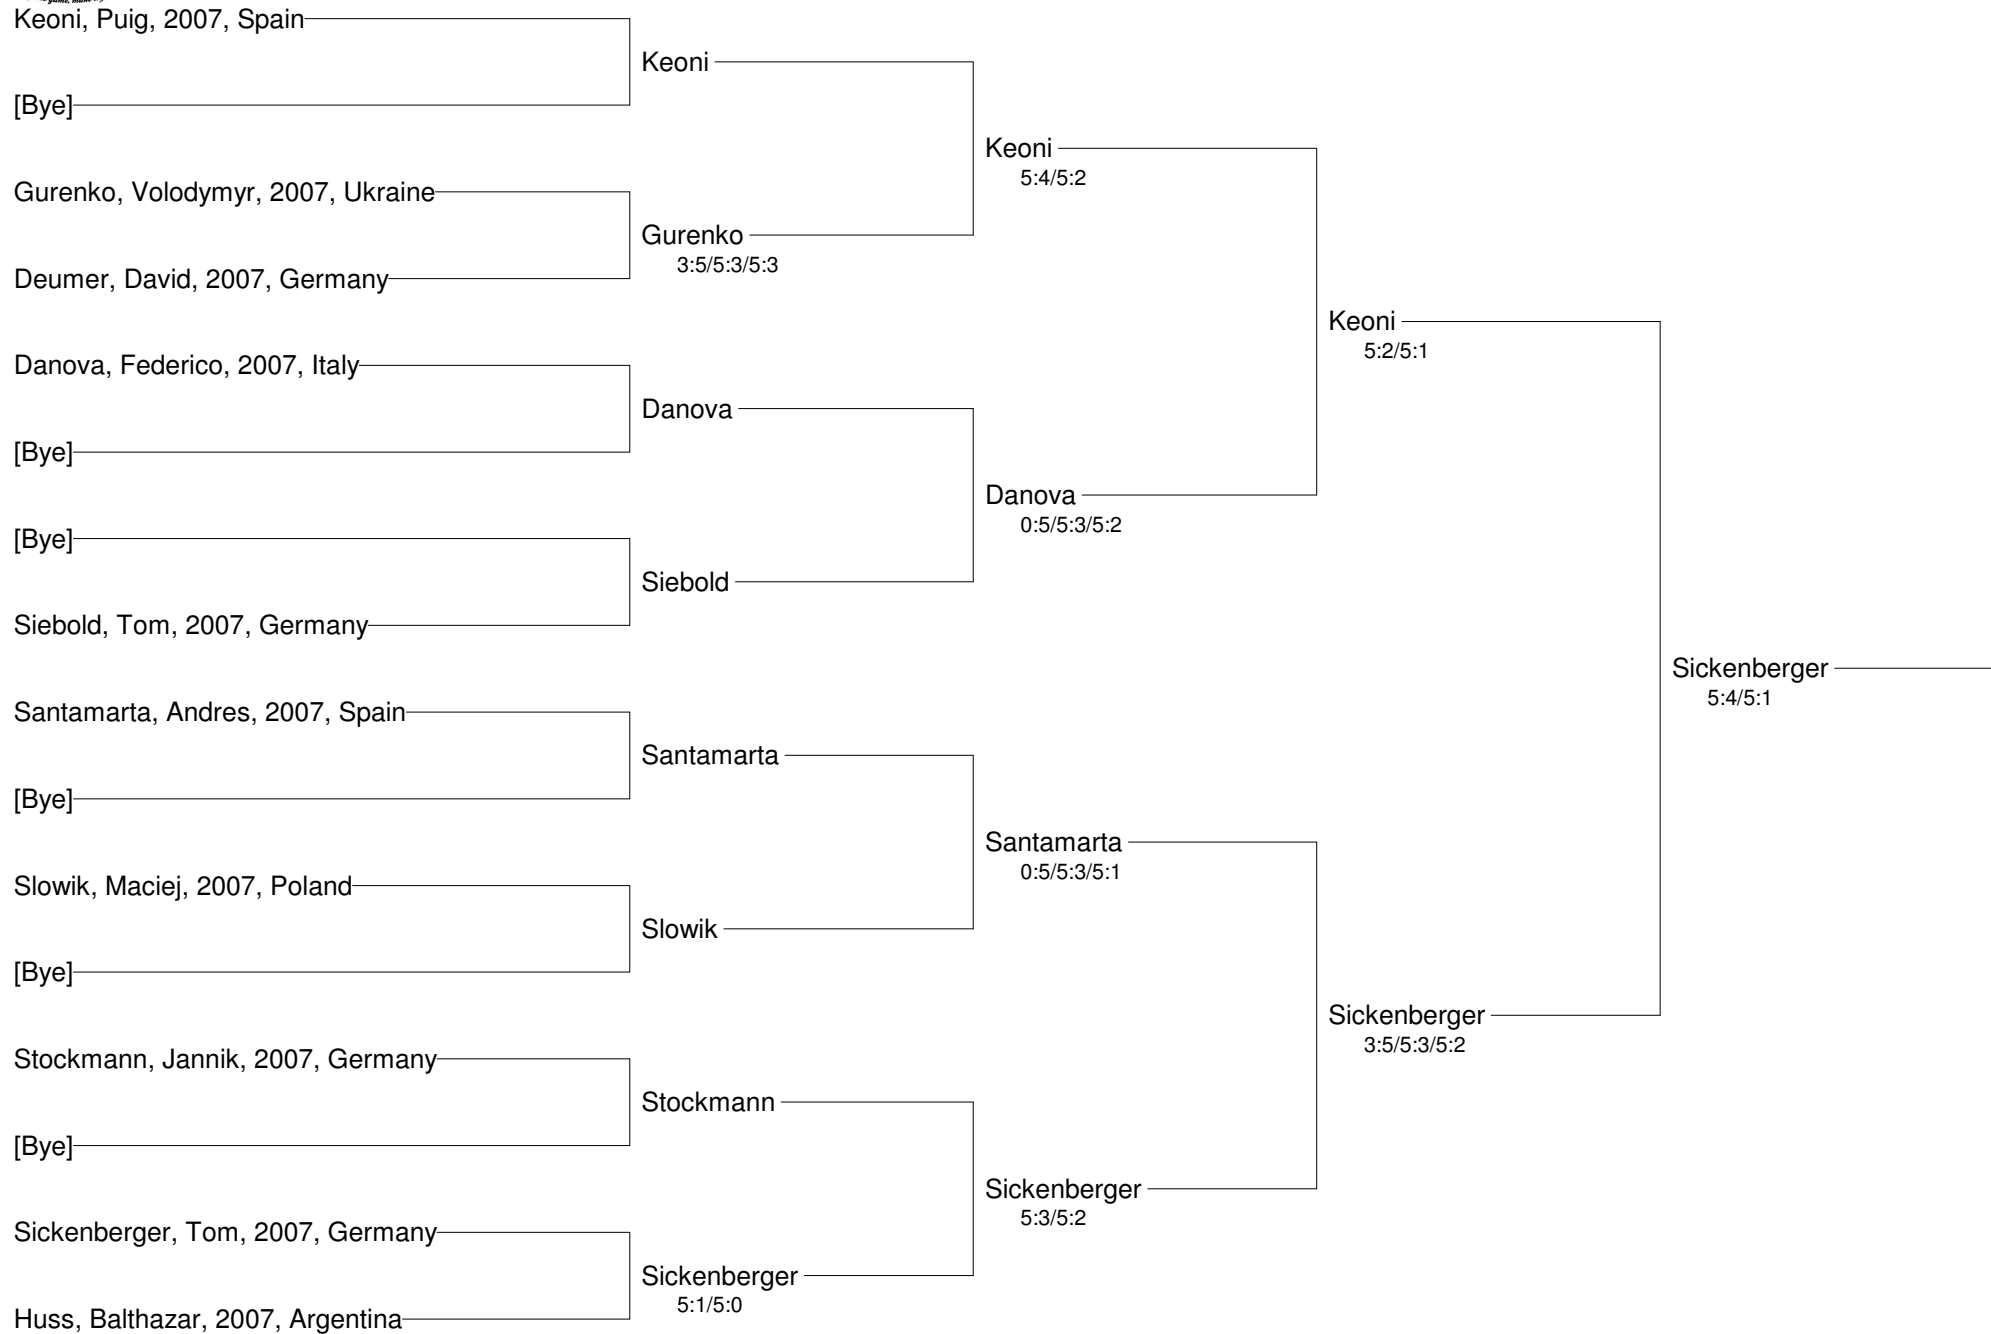 Keoni, Puig, 2007, Spain
Keoni
[Bye]
Keoni
5:4/5:2
Gurenko, Volodymyr, 2007, Ukraine
Gurenko
3:5/5:3/5:3
Deumer, David, 2007, Germany
Keoni
5:2/5:1
Danova, Federico, 2007, Italy
Danova
[Bye]
Danova
0:5/5:3/5:2
[Bye]
Siebold
Siebold, Tom, 2007, Germany
Sickenberger
5:4/5:1
Santamarta, Andres, 2007, Spain
Santamarta
[Bye]
Santamarta
0:5/5:3/5:1
Slowik, Maciej, 2007, Poland
Slowik
[Bye]
Sickenberger
3:5/5:3/5:2
Stockmann, Jannik, 2007, Germany
Stockmann
[Bye]
Sickenberger
5:3/5:2
Sickenberger, Tom, 2007, Germany
Sickenberger
5:1/5:0
Huss, Balthazar, 2007, Argentina